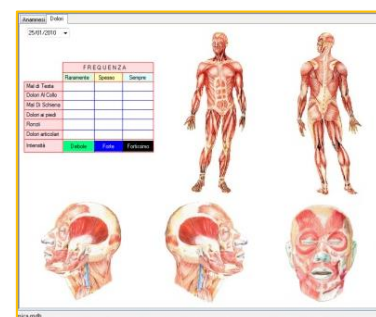 Anamnesi Dolori
25/01/2010
FREQUENZA
Raramente Spesso Sempre
Mal di Testa
Dolori Al Collo
Mal Di Schiena
Dolori ai piedi
Ronzii
Dolori articolari
Intensità Debole Forte Fortissimo